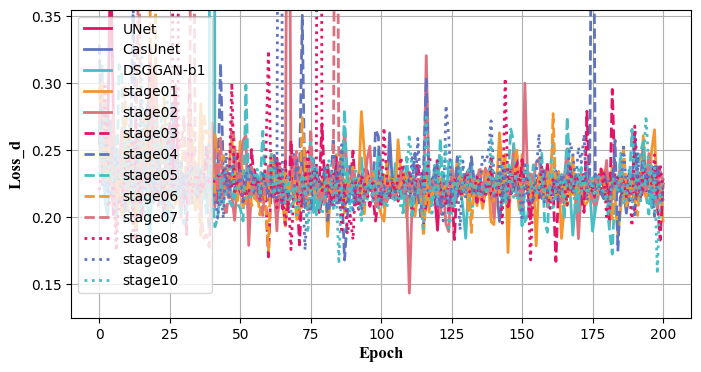 0.35
0.30
0.25
0.20
0.15
Loss_d
UNet
CasUnet
DSGGAN-b1
stage01
stage02
stage03
stage04
stage05
stage06
stage07
stage08
stage09
stage10
0 25 50 75 100 125 150 175 200
Epoch